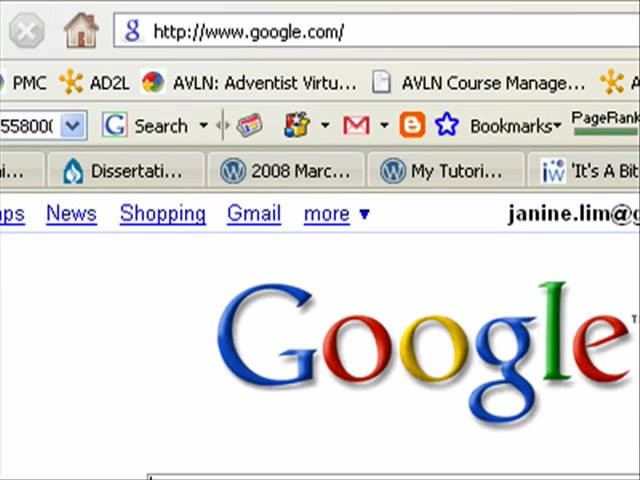 http://www.google.com/
PMC AD2L AVLN: Adventist Virtu... AVLN Course Manage... A
558000 Search Bookmarks PageRank
... Dissertati... 2008 Marc... My Tutori... 'It's A Bit
aps News Shopping Gmail more ▼ janine.lim@g
Google